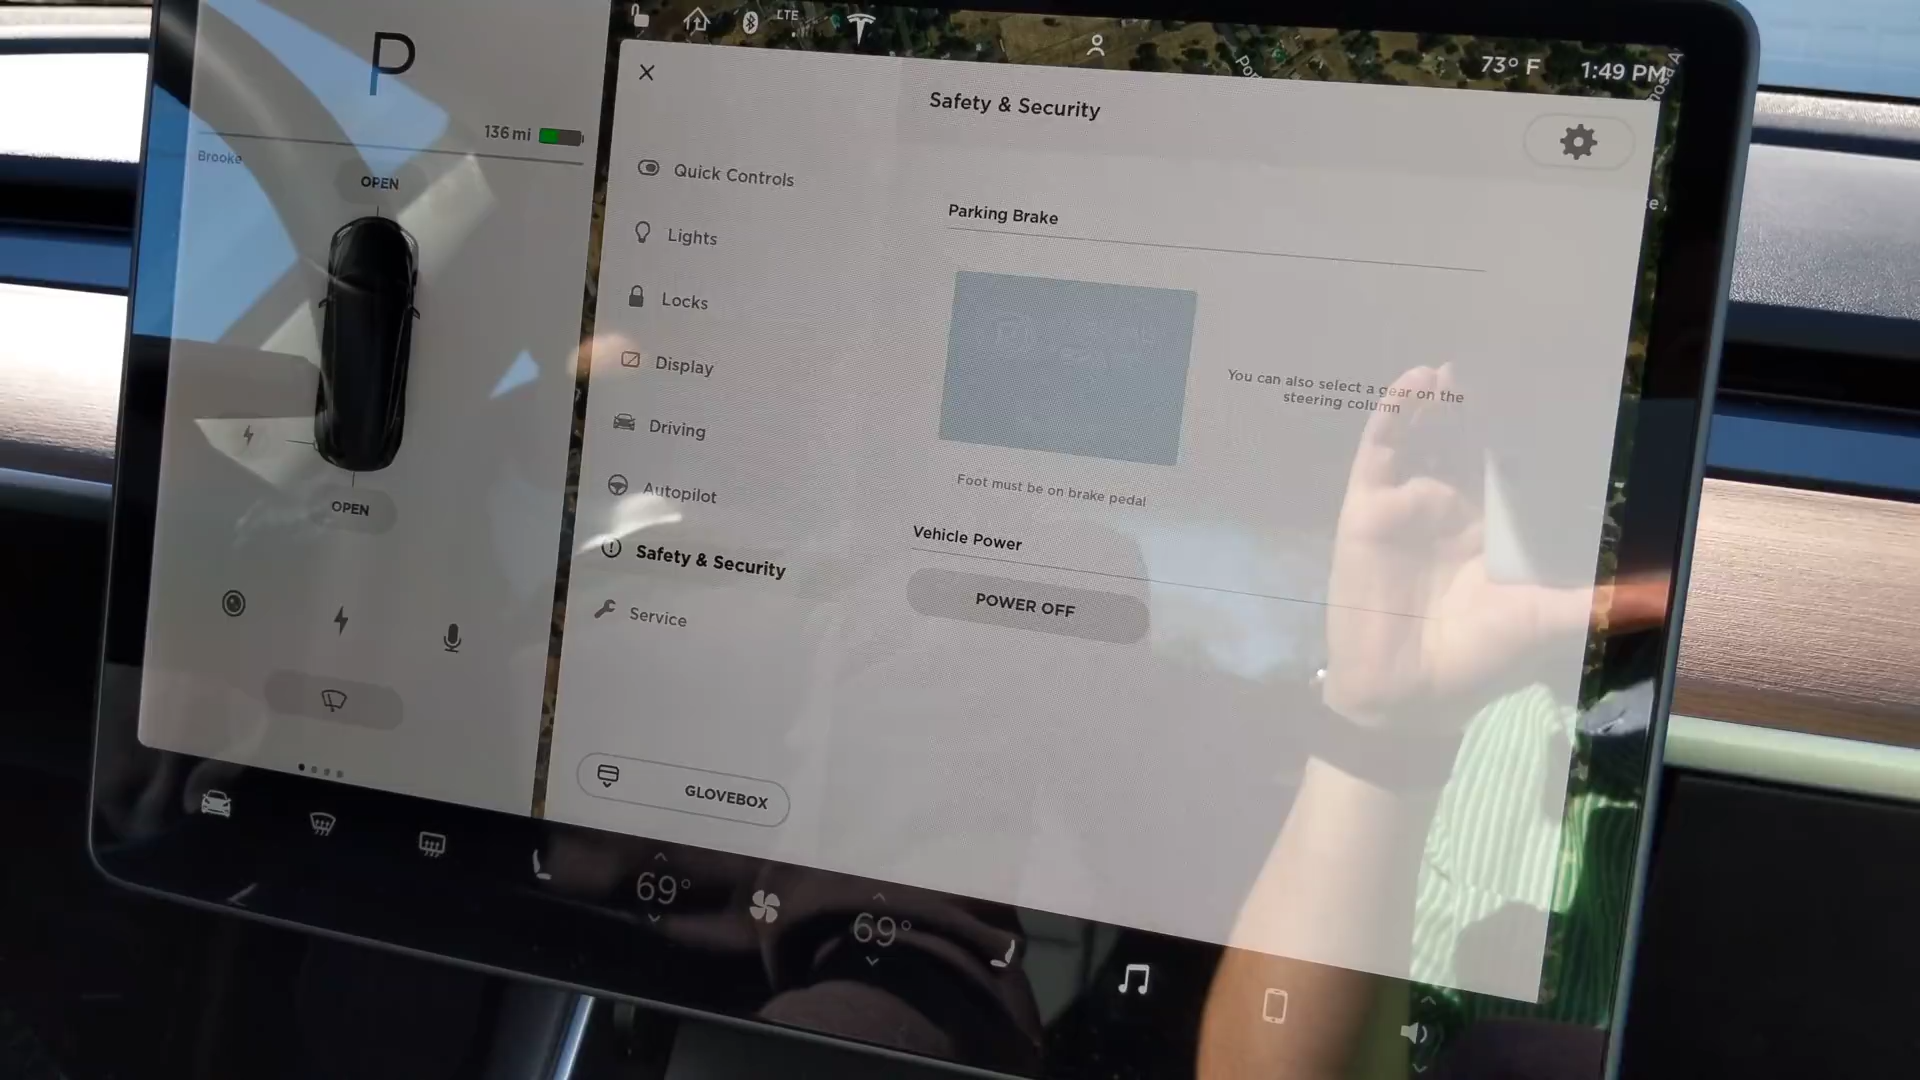 P
136 mi
Brooke
OPEN
OPEN
LTE
73° F
1:49 PM
Safety & Security
Quick Controls
Lights
Locks
Display
Driving
Autopilot
Safety & Security
Service
GLOVEBOX
Parking Brake
You can also select a gear on the
steering column
Foot must be on brake pedal
Vehicle Power
POWER OFF
69°
69°